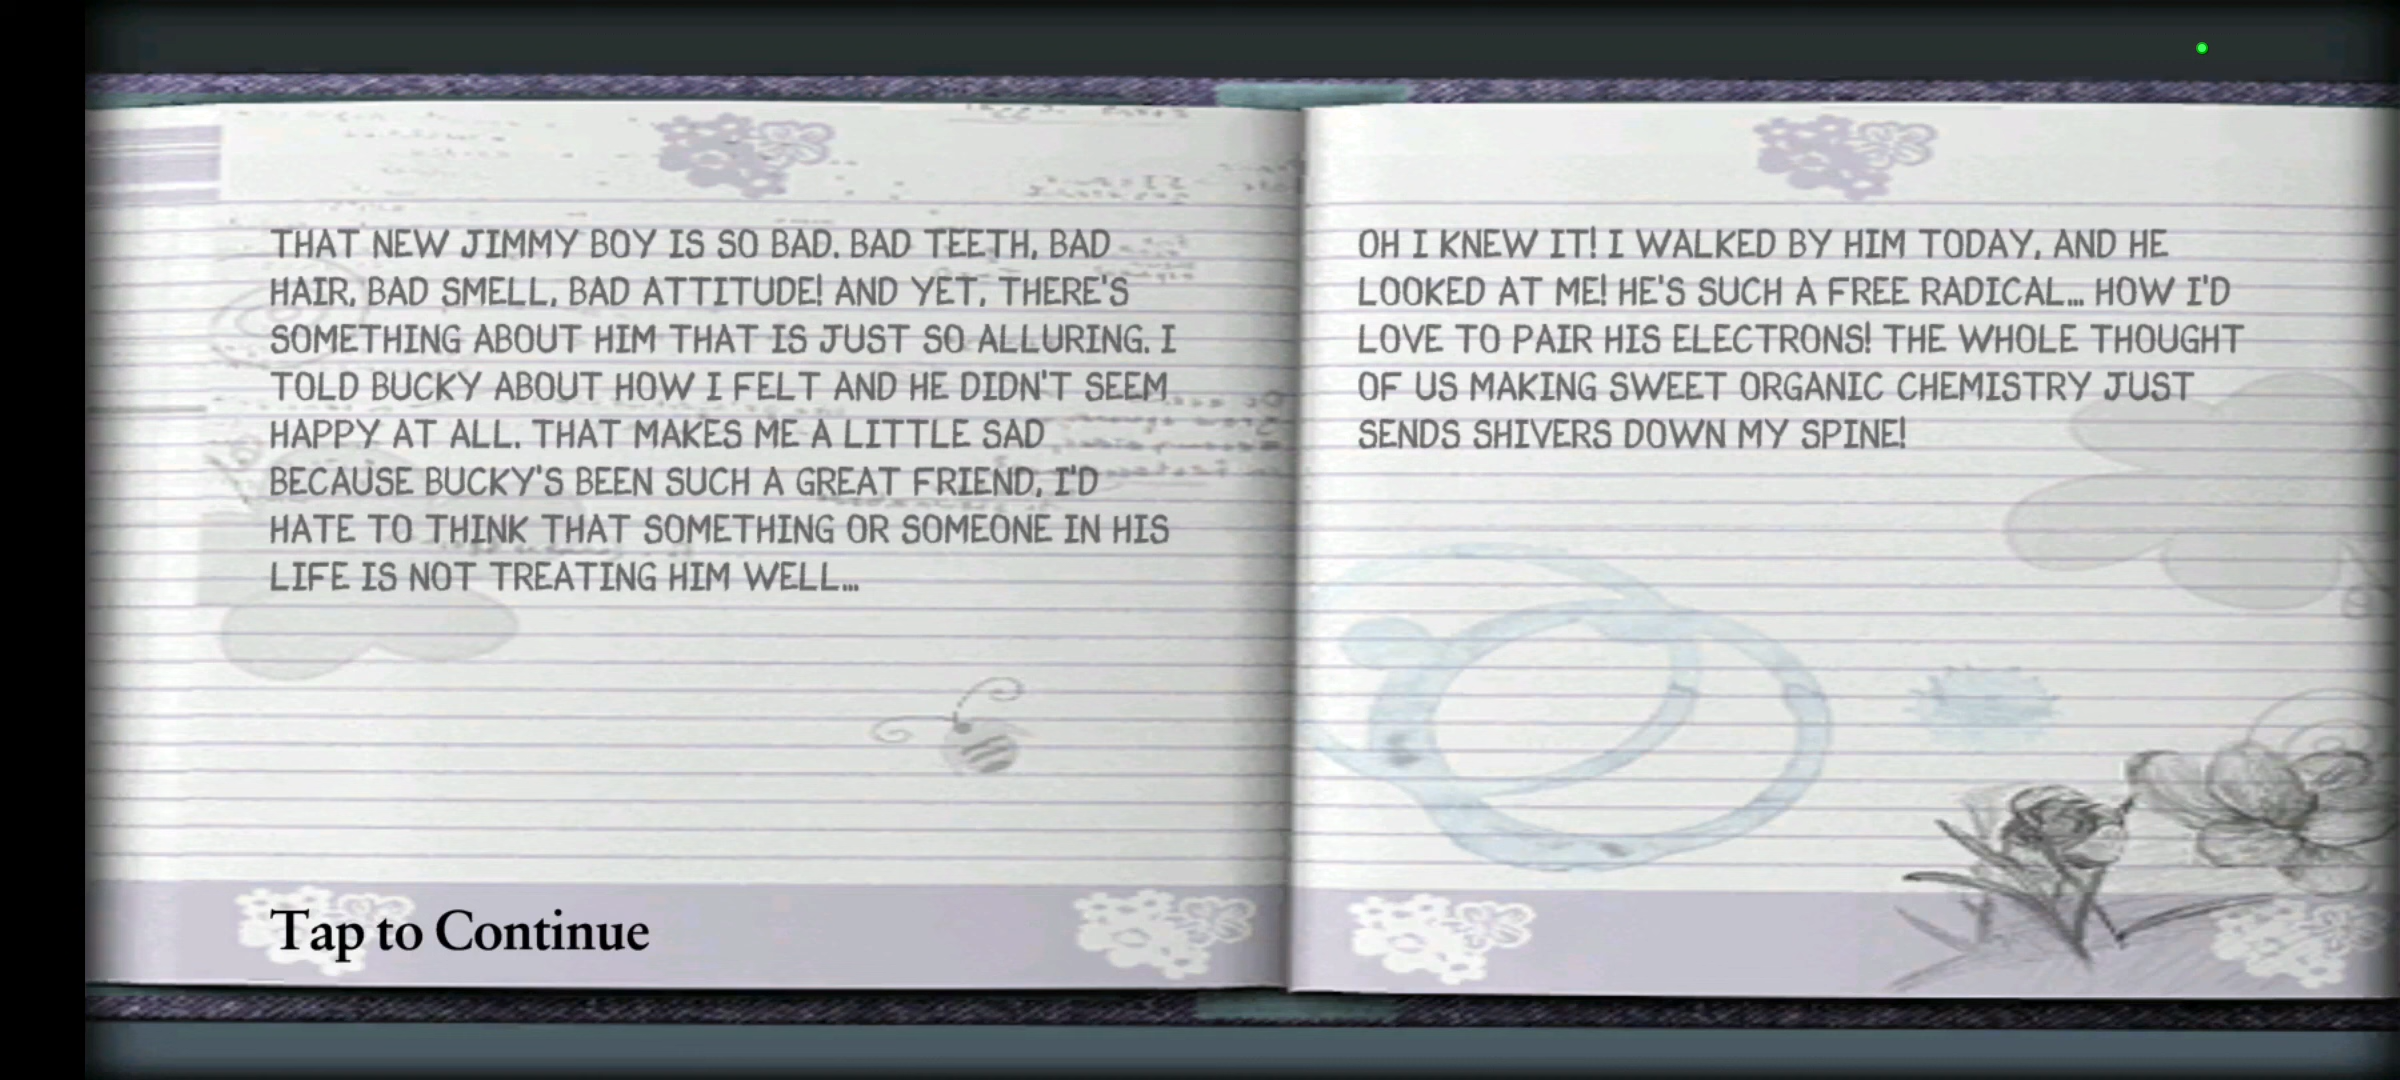 THAT NEW JIMMY BOY IS SO BAD. BAD TEETH, BAD
HAIR, BAD SMELL, BAD ATTITUDE! AND YET, THERE'S
SOMETHING ABOUT HIM THAT IS JUST SO ALLURING. I
TOLD BUCKY ABOUT HOW I FELT AND HE DIDN'T SEEM
HAPPY AT ALL. THAT MAKES ME A LITTLE SAD
BECAUSE BUCKY'S BEEN SUCH A GREAT FRIEND, I'D
HATE TO THINK THAT SOMETHING OR SOMEONE IN HIS
LIFE IS NOT TREATING HIM WELL...
OH I KNEW IT! I WALKED BY HIM TODAY, AND HE
LOOKED AT ME! HE'S SUCH A FREE RADICAL... HOW I'D
LOVE TO PAIR HIS ELECTRONS! THE WHOLE THOUGHT
OF US MAKING SWEET ORGANIC CHEMISTRY JUST
SENDS SHIVERS DOWN MY SPINE!
Tap to Continue